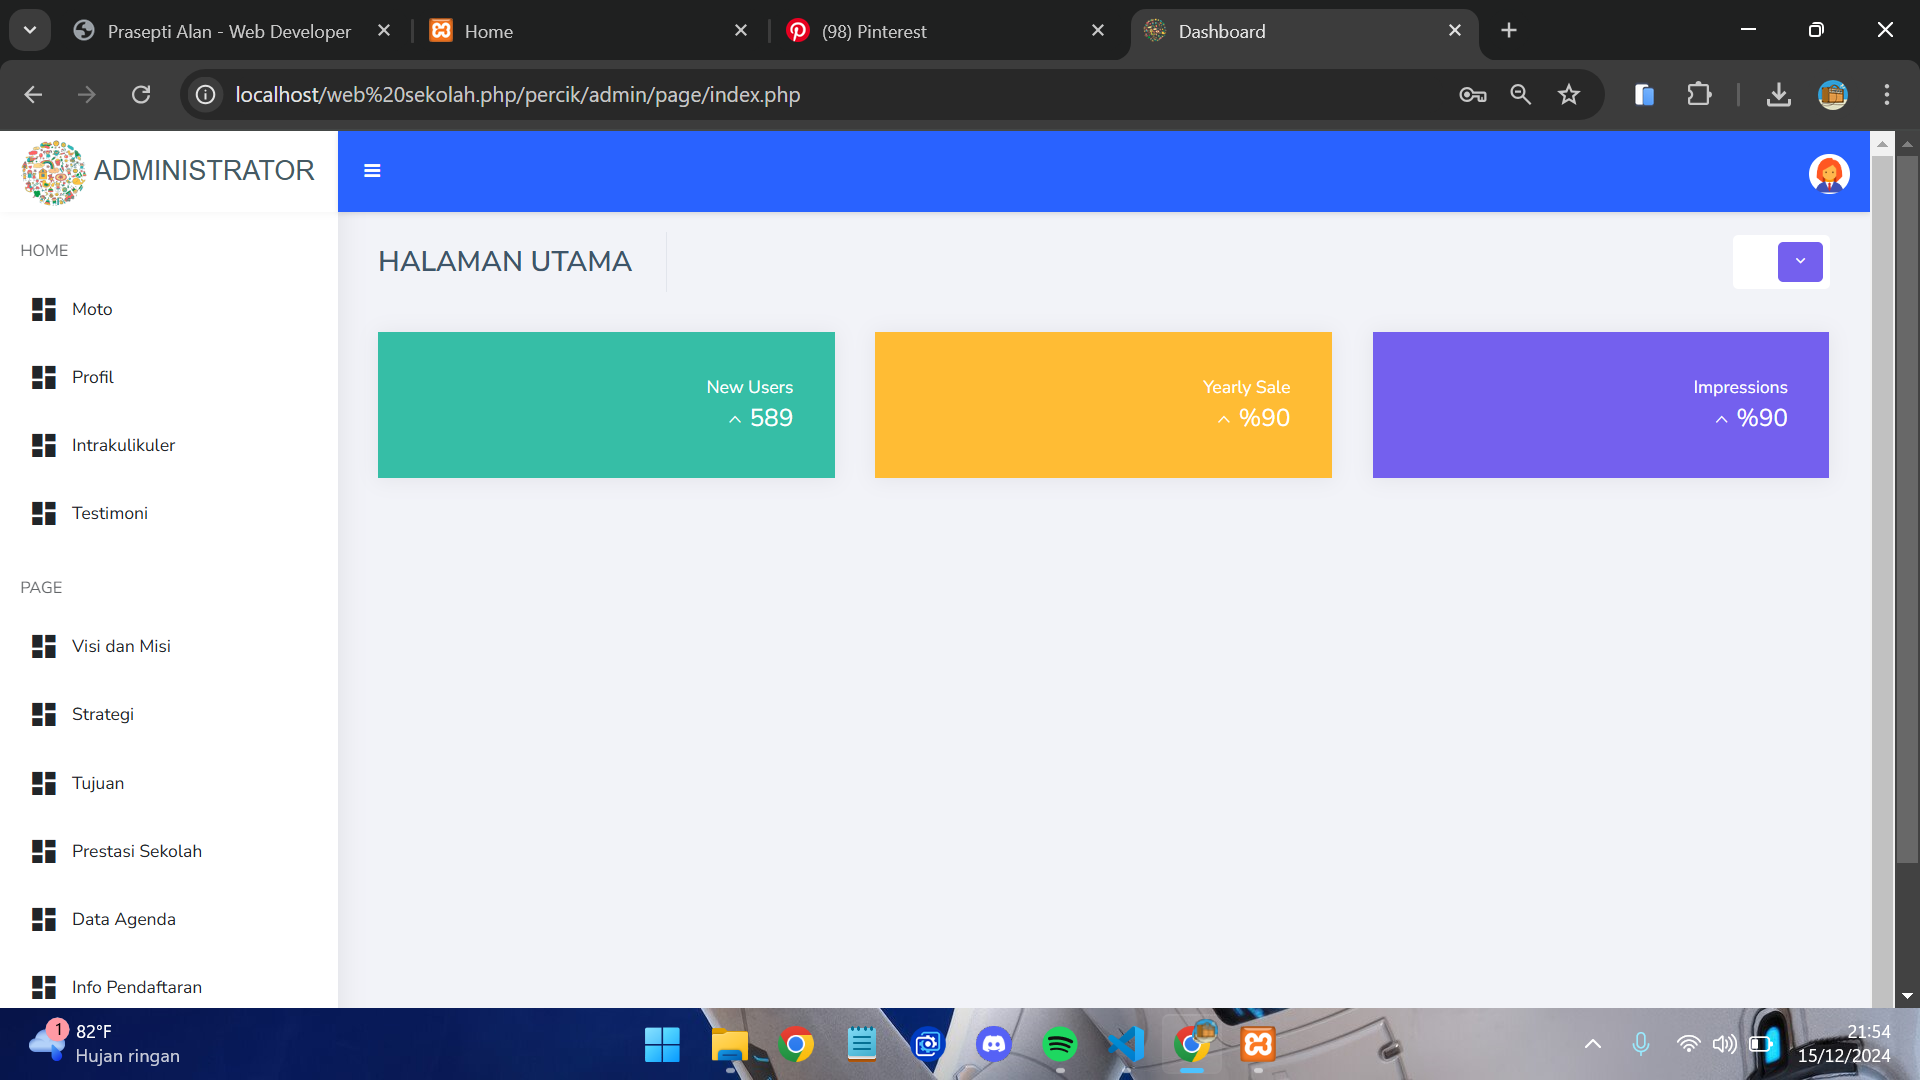 Prasepti Alan - Web Developer
Home
(98) Pinterest
Dashboard
localhost/web%20sekolah.php/percik/admin/page/index.php
ADMINISTRATOR
HOME
Moto
Profil
Intrakulikuler
Testimoni
PAGE
Visi dan Misi
Strategi
Tujuan
Prestasi Sekolah
Data Agenda
Info Pendaftaran
HALAMAN UTAMA
New Users
589
Yearly Sale
%90
Impressions
%90
1
82°F
Hujan ringan
21:54
15/12/2024